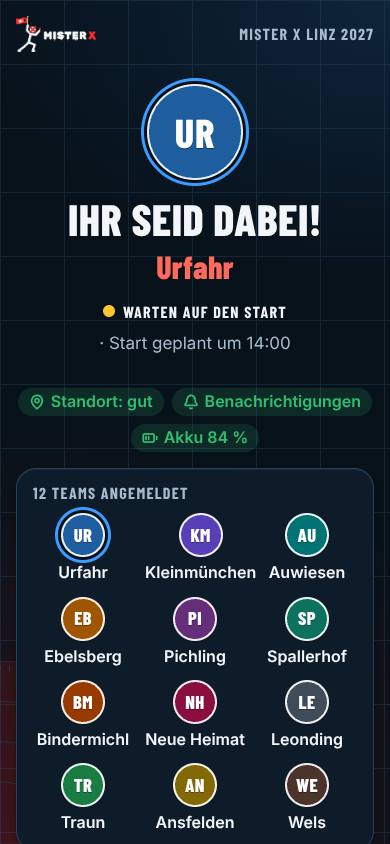 MISTER X
MISTER X LINZ 2027
UR
IHR SEID DABEI!
Urfahr
WARTEN AUF DEN START
· Start geplant um 14:00
Standort: gut
Benachrichtigungen
Akku 84 %
12 TEAMS ANGEMELDET
UR KM AU
Urfahr Kleinmünchen Auwiesen
EB PI SP
Ebelsberg Pichling Spallerhof
BM NH LE
Bindermichl Neue Heimat Leonding
TR AN WE
Traun Ansfelden Wels